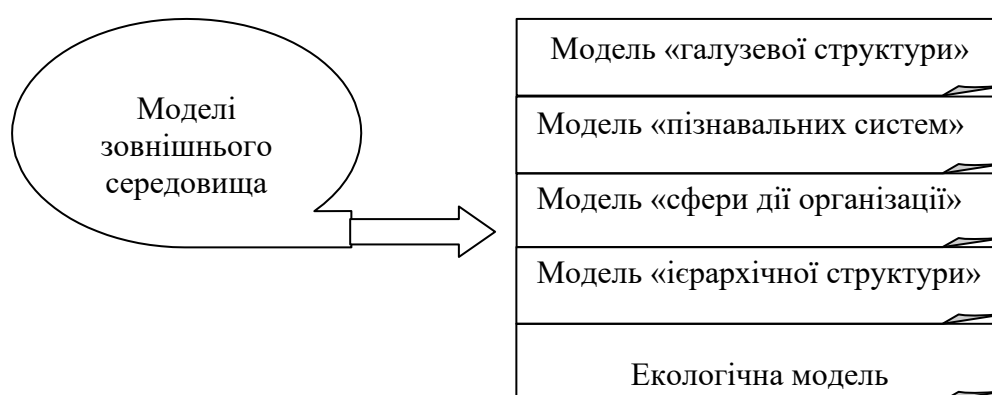 Моделі
зовнішнього
середовища
Модель «галузевої структури»
Модель «пізнавальних систем»
Модель «сфери дії організації»
Модель «ієрархічної структури»
Екологічна модель